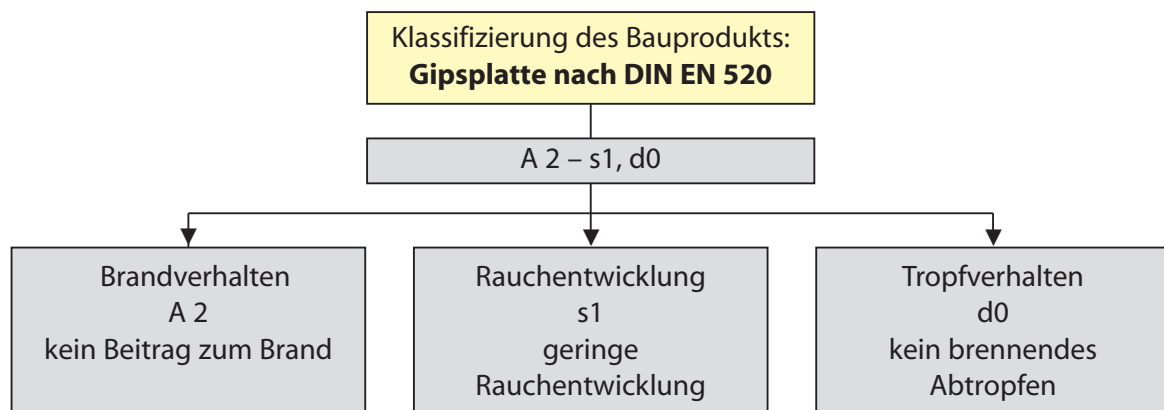 Klassifizierung des Bauprodukts:
Gipsplatte nach DIN EN 520
A 2 – s1, d0
Brandverhalten
A 2
kein Beitrag zum Brand
Rauchentwicklung
s1
geringe
Rauchentwicklung
Tropfverhalten
d0
kein brennendes
Abtropfen